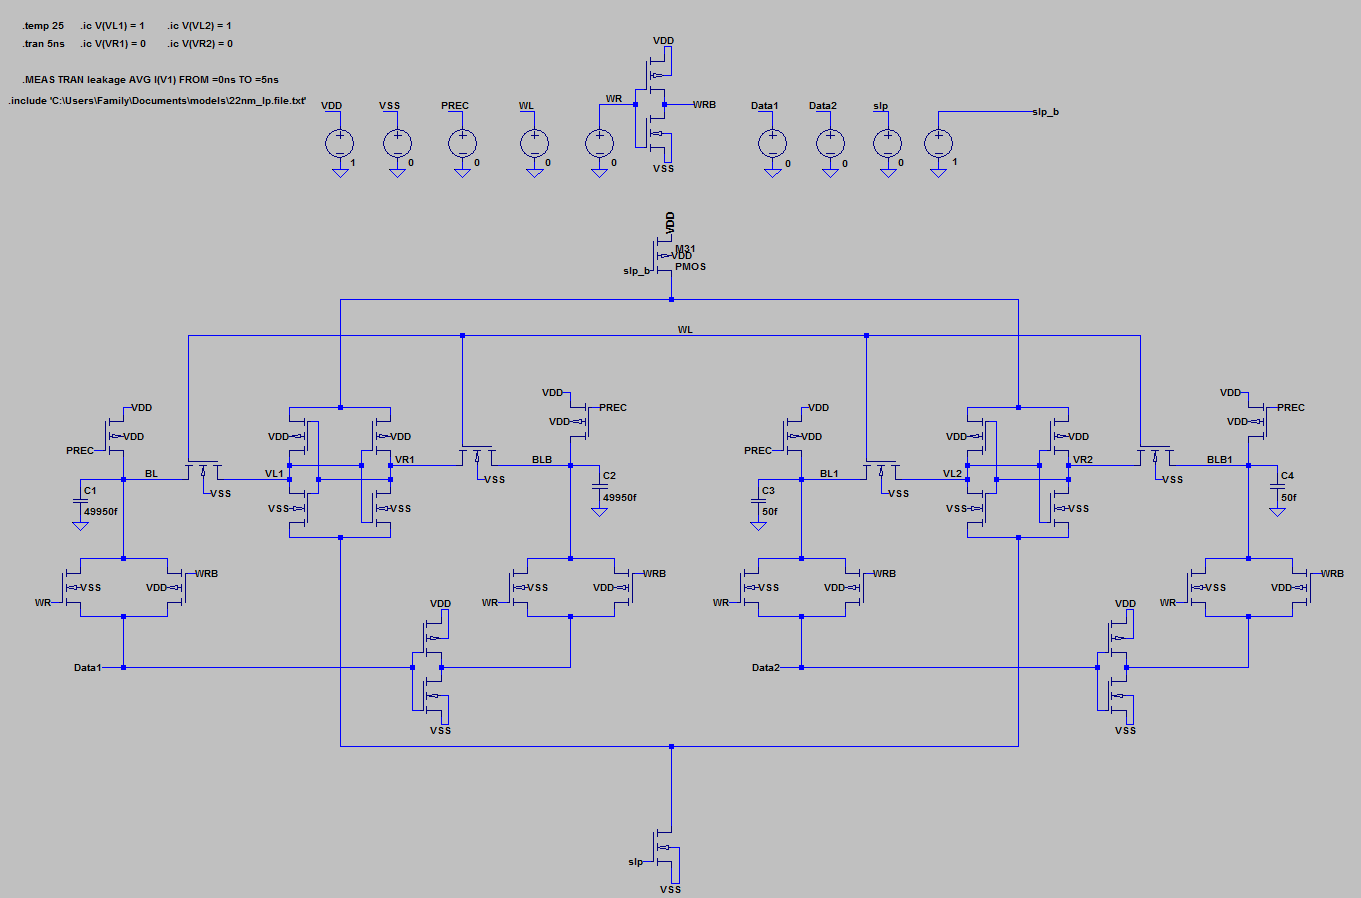 .temp 25 .ic V(VL1) = 1 .ic V(VL2) = 1
.tran 5ns .ic V(VR1) = 0 .ic V(VR2) = 0
.MEAS TRAN leakage AVG I(V1) FROM =0ns TO =5ns
.include 'C:\Users\Family\Documents\models\22nm_lp.file.txt'
VDD
WR
WRB
VSS
VDD
1
VSS
0
PREC
0
WL
0
0
Data1
0
Data2
0
slp
0
slp_b
1
VDD
M31
VDD
PMOS
slp_b
WL
VDD
VDD
PREC
BL
C1
49950f
VSS
VL1
VDD
VDD
VSS
VSS
VR1
VSS
BLB
VDD
PREC
VDD
C2
49950f
VDD
VDD
PREC
BL1
C3
50f
VSS
VL2
VDD
VDD
VSS
VSS
VR2
VSS
BLB1
VDD
PREC
VDD
C4
50f
WR
VSS
VDD
WRB
WR
VSS
VDD
WRB
WR
VSS
VDD
WRB
WR
VSS
VDD
WRB
Data1
VDD
VSS
Data2
VDD
VSS
slp
VSS